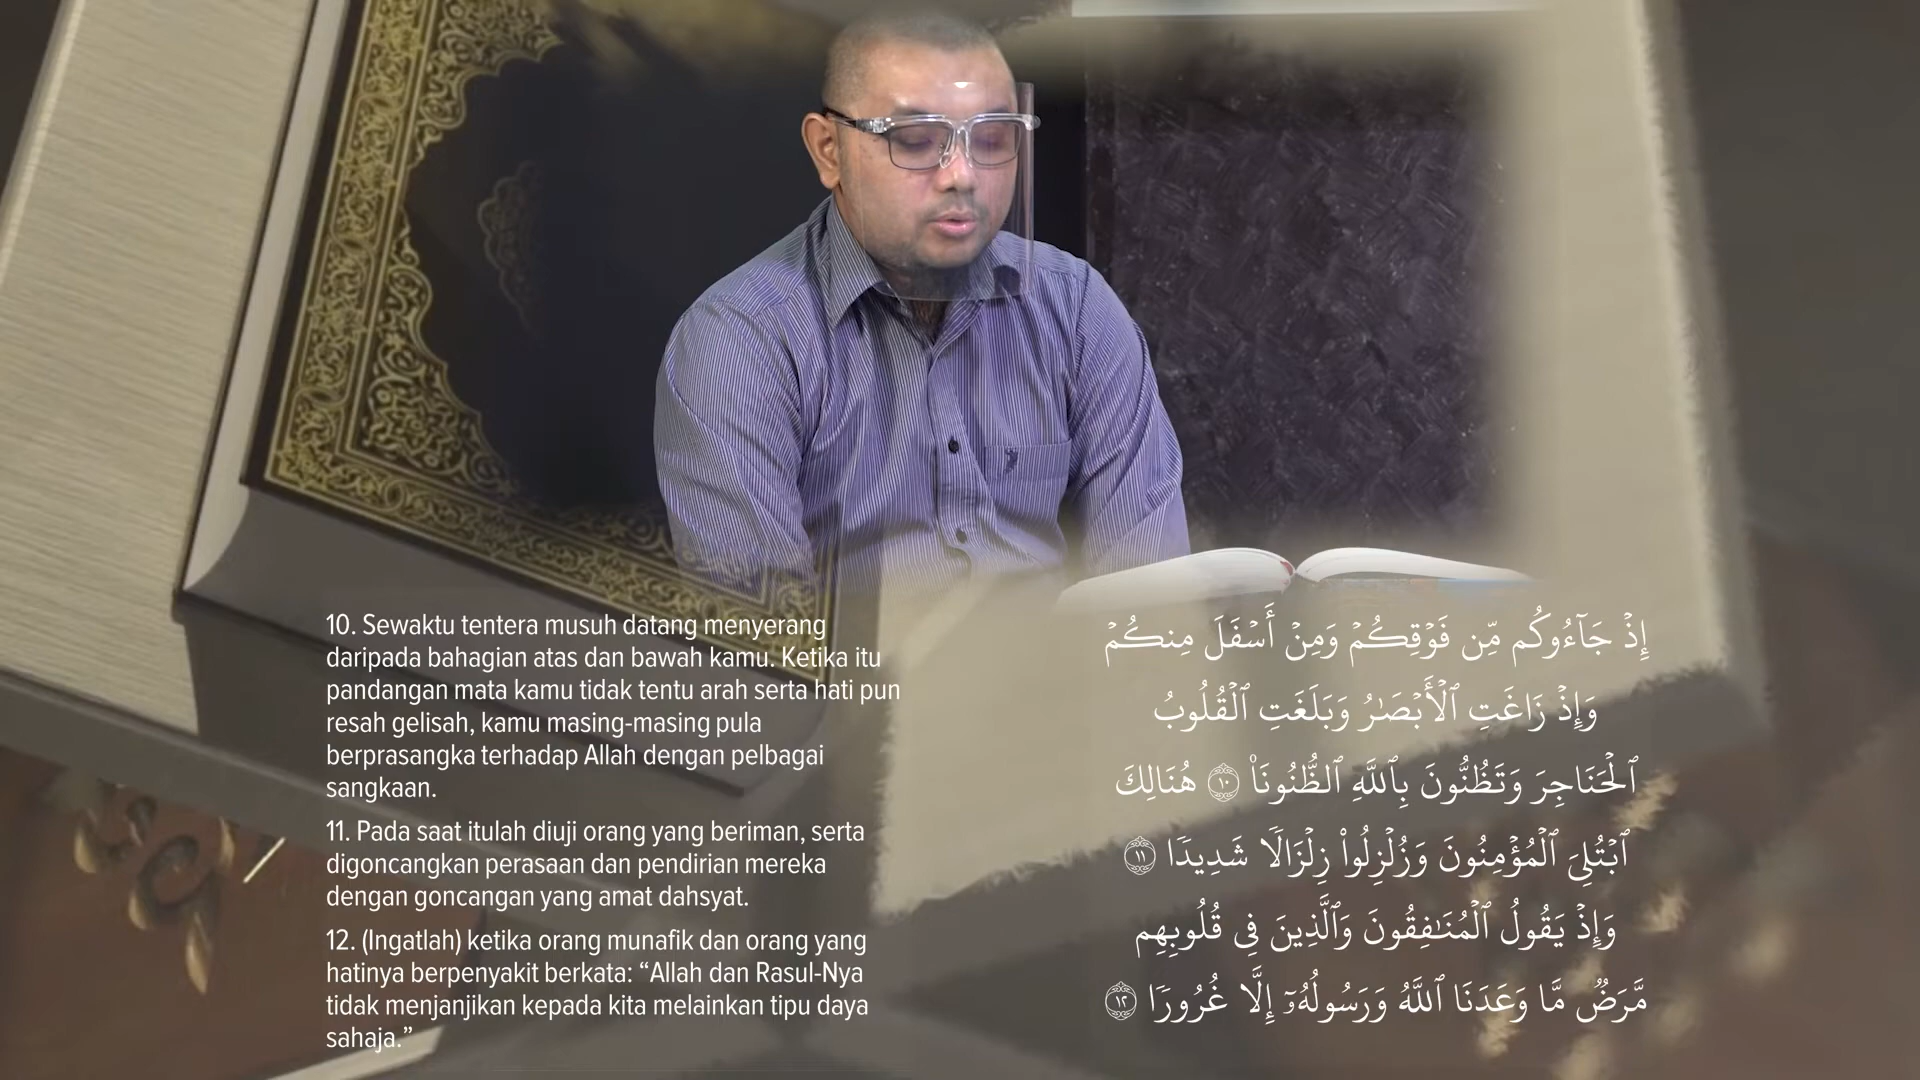 10. Sewaktu tentera musuh datang menyerang
daripada bahagian atas dan bawah kamu. Ketika itu
pandangan mata kamu tidak tentu arah serta hati pun
resah gelisah, kamu masing-masing pula
berprasangka terhadap Allah dengan pelbagai
sangkaan.
11. Pada saat itulah diuji orang yang beriman, serta
digoncangkan perasaan dan pendirian mereka
dengan goncangan yang amat dahsyat.
12. (Ingatlah) ketika orang munafik dan orang yang
hatinya berpenyakit berkata: “Allah dan Rasul-Nya
tidak menjanjikan kepada kita melainkan tipu daya
sahaja.”
إِذْ جَآءُوكُم مِّن فَوْقِكُمْ وَمِنْ أَسْفَلَ مِنكُمْ
وَإِذْ زَاغَتِ ٱلْأَبْصَـٰرُ وَبَلَغَتِ ٱلْقُلُوبُ
ٱلْحَنَاجِرَ وَتَظُنُّونَ بِٱللَّهِ ٱلظُّنُونَا۠ ١٠ هُنَالِكَ
ٱبْتُلِىَ ٱلْمُؤْمِنُونَ وَزُلْزِلُوا۟ زِلْزَالًا شَدِيدًا ١١
وَإِذْ يَقُولُ ٱلْمُنَـٰفِقُونَ وَٱلَّذِينَ فِى قُلُوبِهِم
مَّرَضٌ مَّا وَعَدَنَا ٱللَّهُ وَرَسُولُهُۥٓ إِلَّا غُرُورًا ١٢